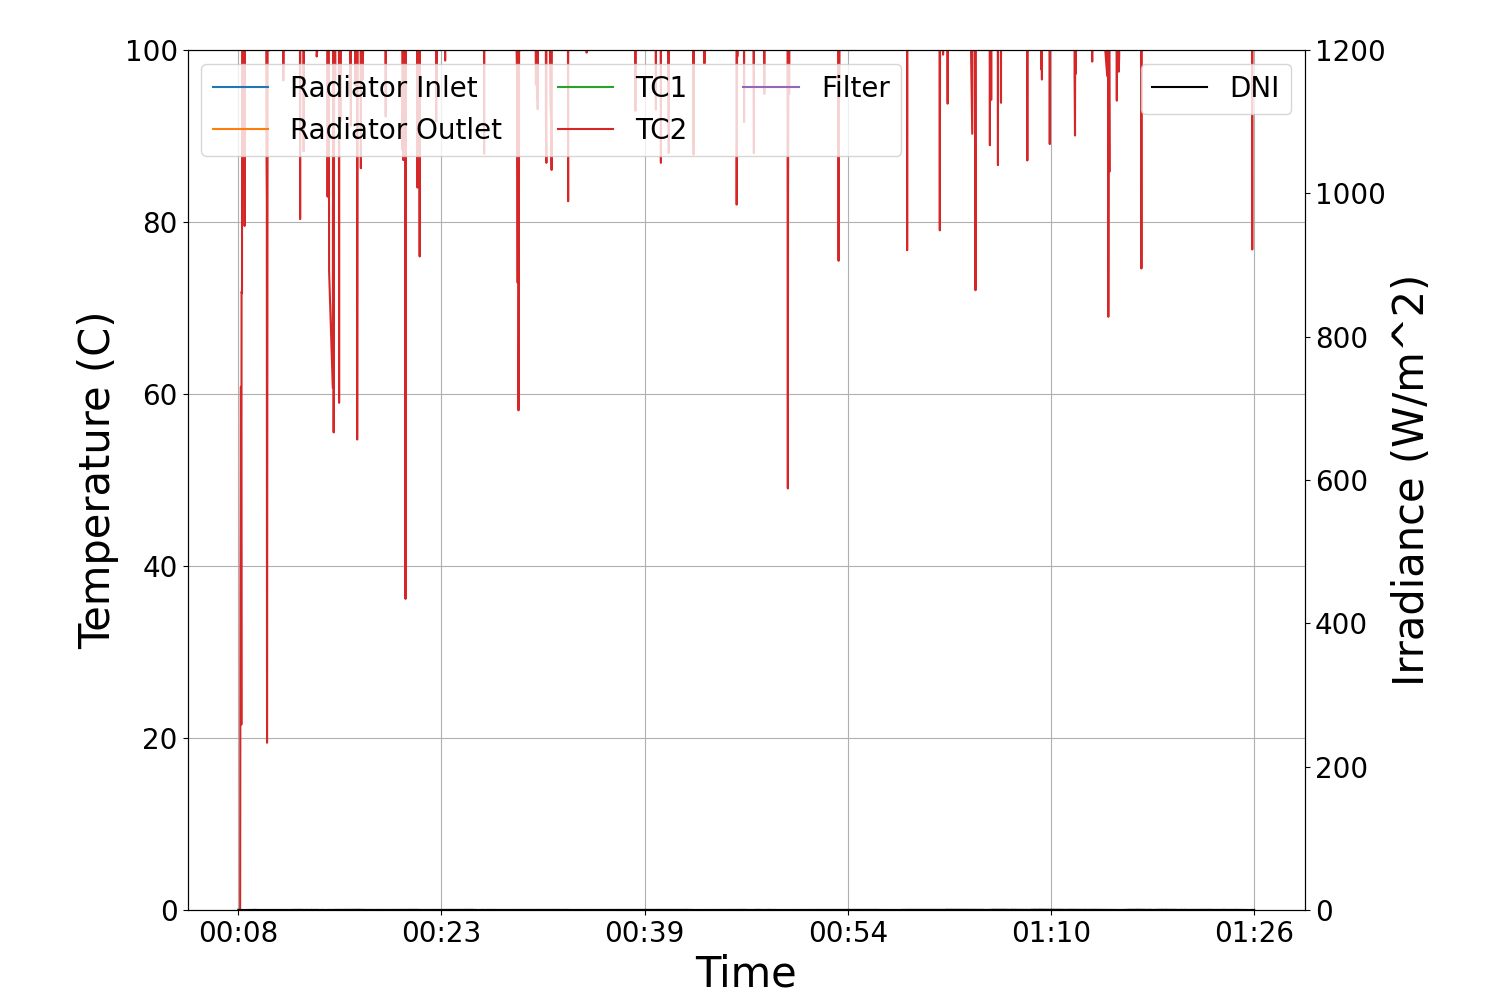 100
80
60
40
20
0
Temperature (C)
Radiator Inlet
Radiator Outlet
TC1
TC2
Filter
DNI
1200
1000
800
600
400
200
0
Irradiance (W/m^2)
00:08 00:23 00:39 00:54 01:10 01:26
Time